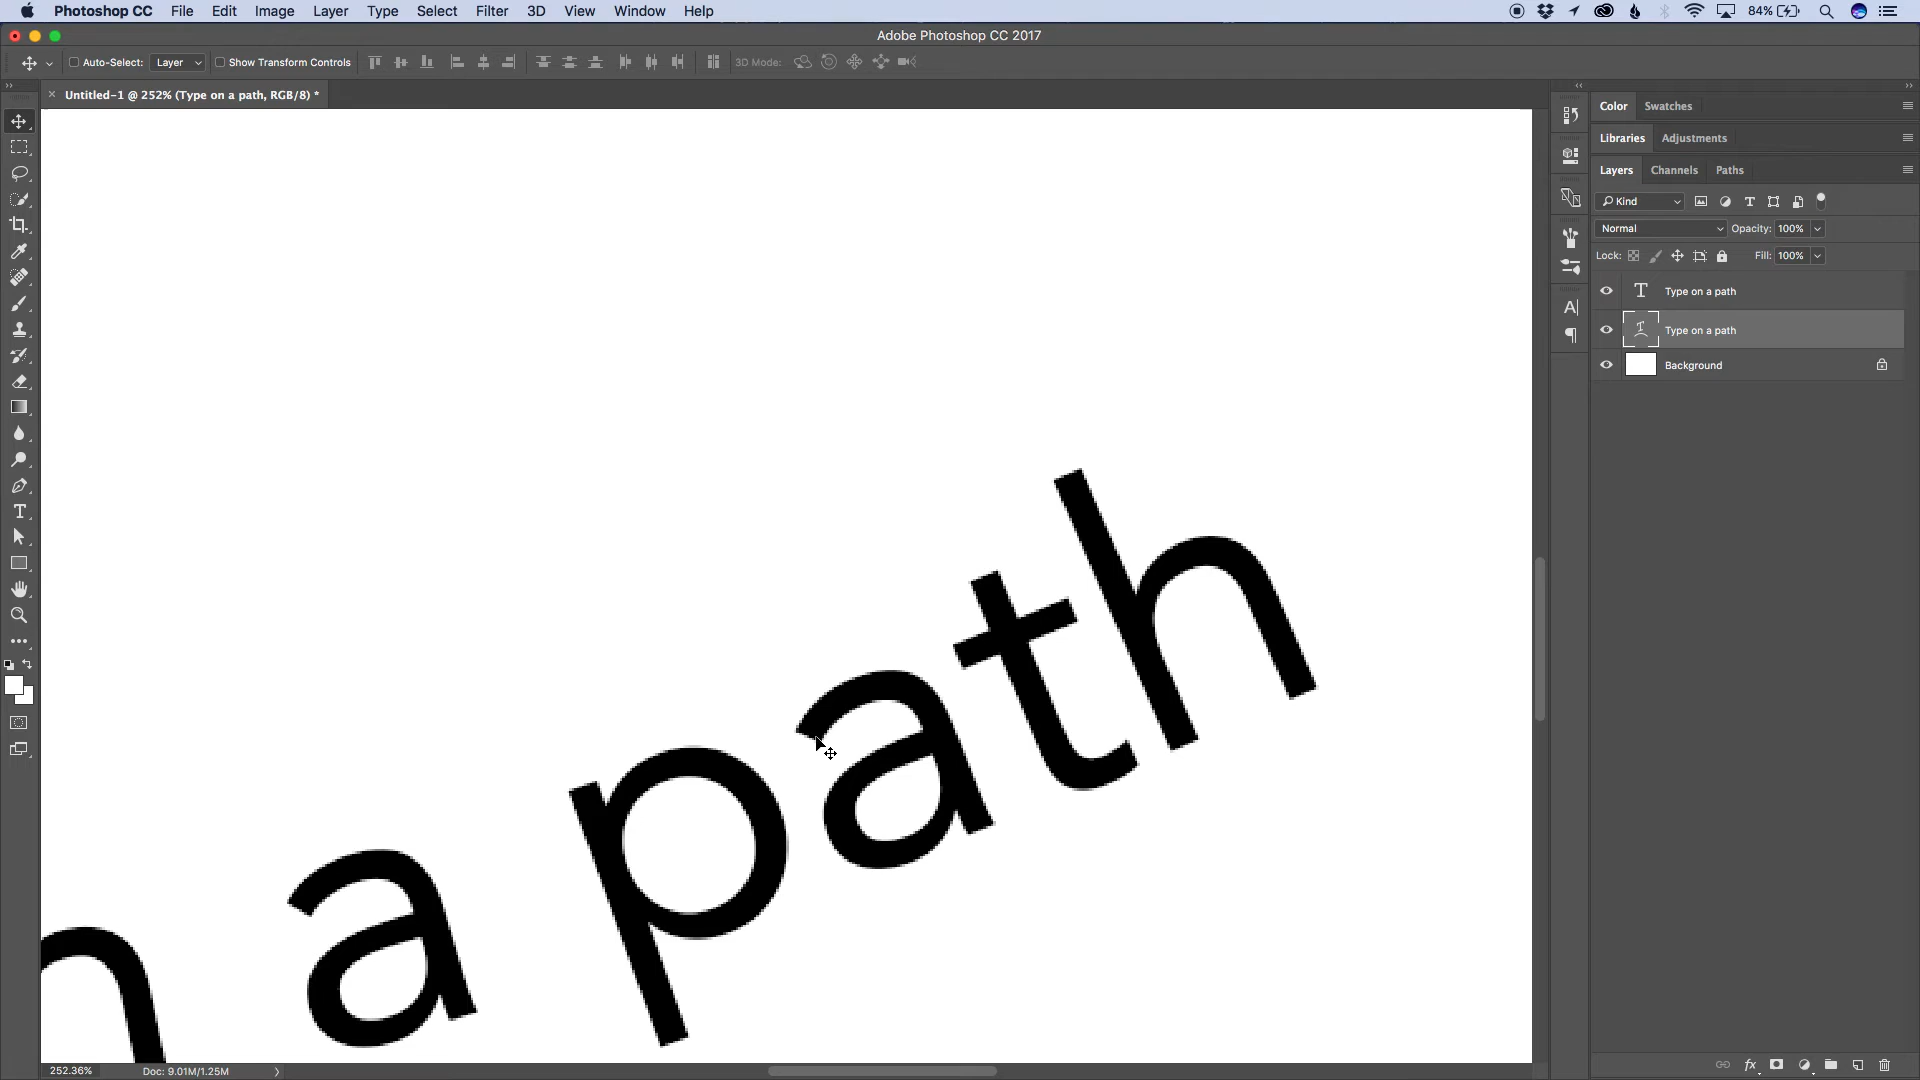 Photoshop CC File Edit Image Layer Type Select Filter 3D View Window Help 84%
Adobe Photoshop CC 2017
Auto-Select: Layer Show Transform Controls 3D Mode:
Untitled-1 @ 252% (Type on a path, RGB/8) *
Color Swatches
Libraries Adjustments
Layers Channels Paths
Kind
Normal Opacity: 100%
Lock: Fill: 100%
Type on a path
Type on a path
Background
n a path
252.36% Doc: 9.01M/1.25M